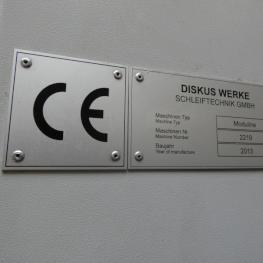 CE
DISKUS WERKE
SCHLEIFTECHNIK GMBH
Maschinen Typ
Machine Typ
Moduline
Maschinen Nr.
Machine Number
2219
Baujahr
Year of manufacture
2013